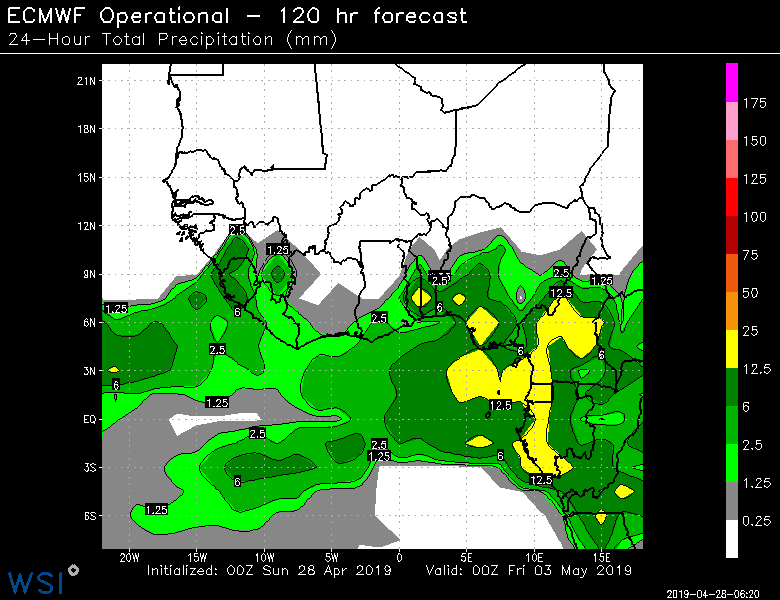 ECMWF Operational – 120 hr forecast
24–Hour Total Precipitation (mm)
21N
18N
15N
12N
9N
6N
3N
EQ
3S
6S
20W 15W 10W 5W 0 5E 10E 15E
175
150
125
100
75
50
25
12.5
6
2.5
1.25
0.25
2.5
1.25
2.5
2.5
1.25
12.5
1.25
6
6
2.5
6
2.5
6
6
1.25
12.5
2.5
2.5
1.25
6
6
12.5
1.25
6
Initialized: 00Z Sun 28 Apr 2019 Valid: 00Z Fri 03 May 2019
WSI
2019-04-28-06:20